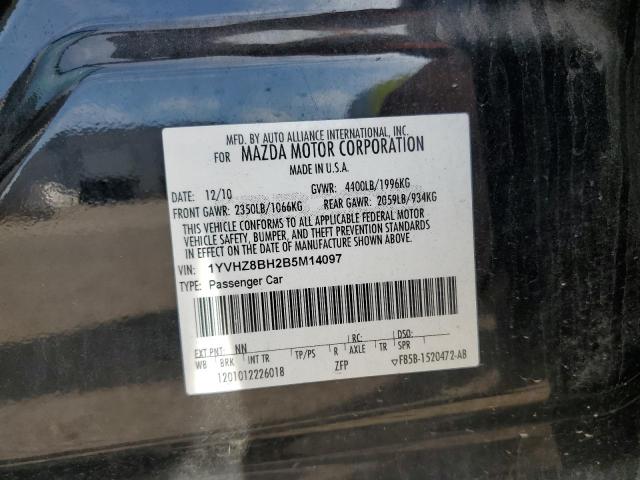 MFD. BY AUTO ALLIANCE INTERNATIONAL, INC.
FOR MAZDA MOTOR CORPORATION
MADE IN U.S.A.
DATE: 12/10 GVWR: 4400LB/1996KG
FRONT GAWR: 2350LB/1066KG REAR GAWR: 2059LB/934KG
THIS VEHICLE CONFORMS TO ALL APPLICABLE FEDERAL MOTOR
VEHICLE SAFETY, BUMPER, AND THEFT PREVENTION STANDARDS
IN EFFECT ON THE DATE OF MANUFACTURE SHOWN ABOVE.
VIN: 1YVHZ8BH2B5M14097
TYPE: Passenger Car
EXT PNT: NN RC: DSO:
WB BRK INT TR TP/PS R AXLE TR SPR
1201012226018 ZFP FB5B-1520472-AB